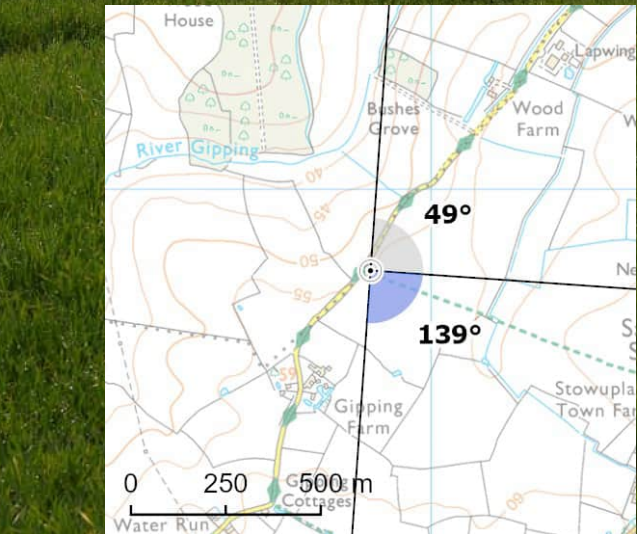 House
Lapwing
Bushes
Grove
Wood
Farm
River Gipping
40
45
49°
50
55
Ne
139°
S
S
59
Stowupla
Town Far
Gipping
Farm
60
0 250 500 m
Cottages
Water Run